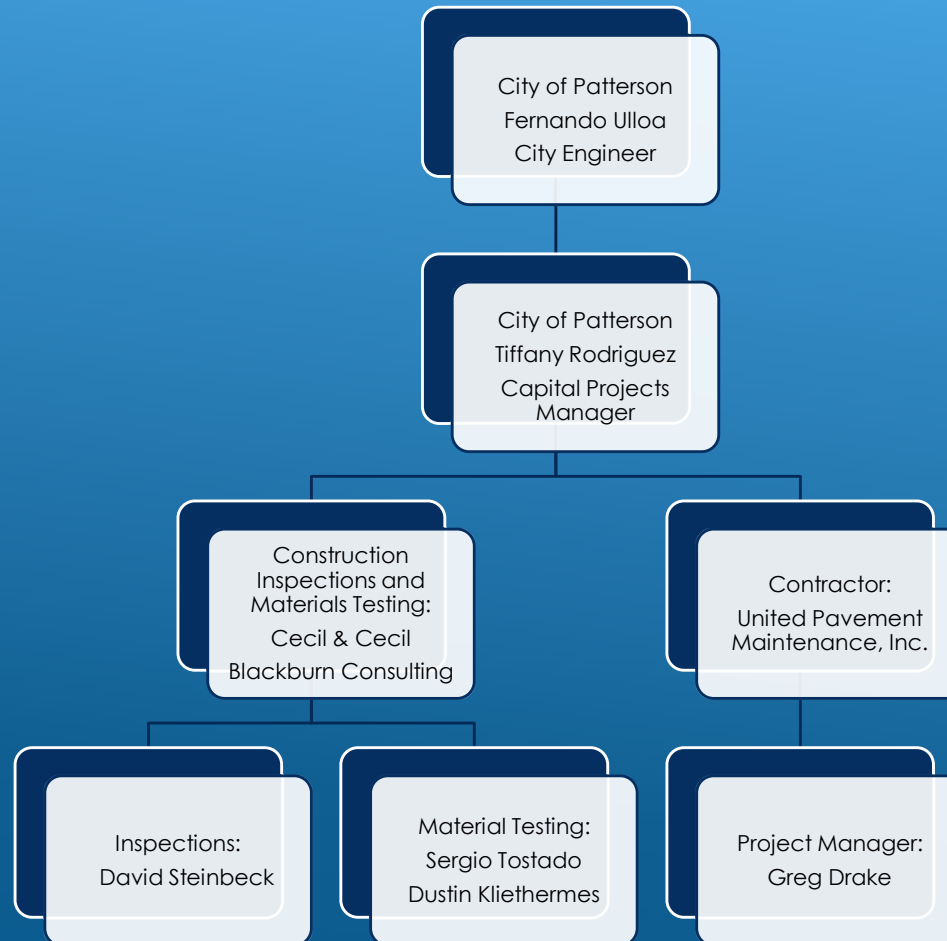 City of Patterson
Fernando Ulloa
City Engineer
City of Patterson
Tiffany Rodriguez
Capital Projects
Manager
Construction
Inspections and
Materials Testing:
Cecil & Cecil
Blackburn Consulting
Contractor:
United Pavement
Maintenance, Inc.
Inspections:
David Steinbeck
Material Testing:
Sergio Tostado
Dustin Kliethermes
Project Manager:
Greg Drake